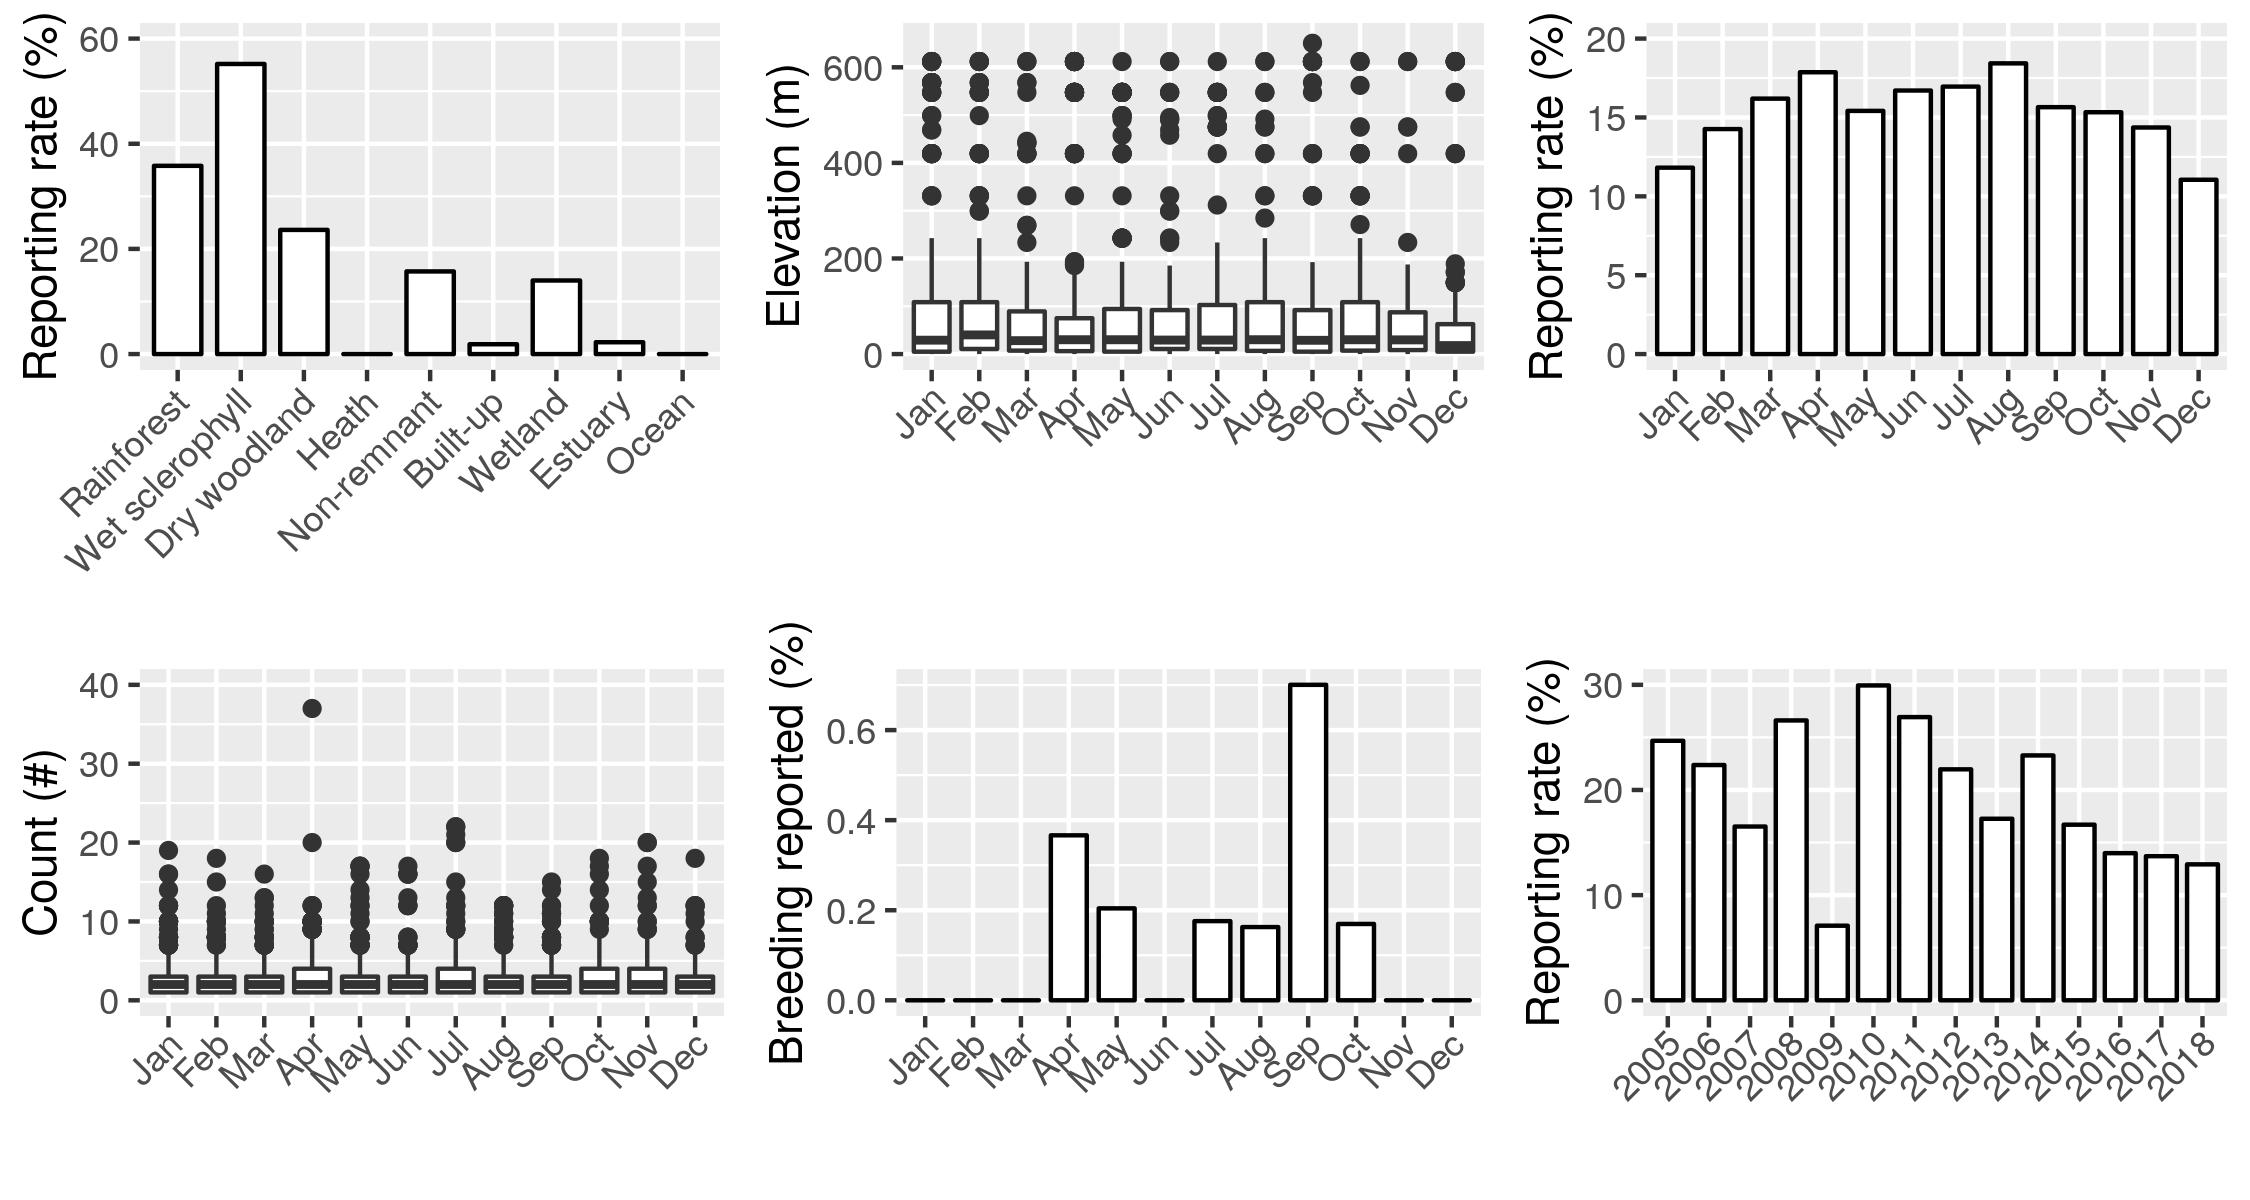 Reporting rate (%)
60
40
20
0
Rainforest
Wet sclerophyll
Dry woodland
Heath
Non-remnant
Built-up
Wetland
Estuary
Ocean
Elevation (m)
600
400
200
0
Jan
Feb
Mar
Apr
May
Jun
Jul
Aug
Sep
Oct
Nov
Dec
Reporting rate (%)
20
15
10
5
0
Jan
Feb
Mar
Apr
May
Jun
Jul
Aug
Sep
Oct
Nov
Dec
Count (#)
40
30
20
10
0
Jan
Feb
Mar
Apr
May
Jun
Jul
Aug
Sep
Oct
Nov
Dec
Breeding reported (%)
0.6
0.4
0.2
0.0
Jan
Feb
Mar
Apr
May
Jun
Jul
Aug
Sep
Oct
Nov
Dec
Reporting rate (%)
30
20
10
0
2005
2006
2007
2008
2009
2010
2011
2012
2013
2014
2015
2016
2017
2018